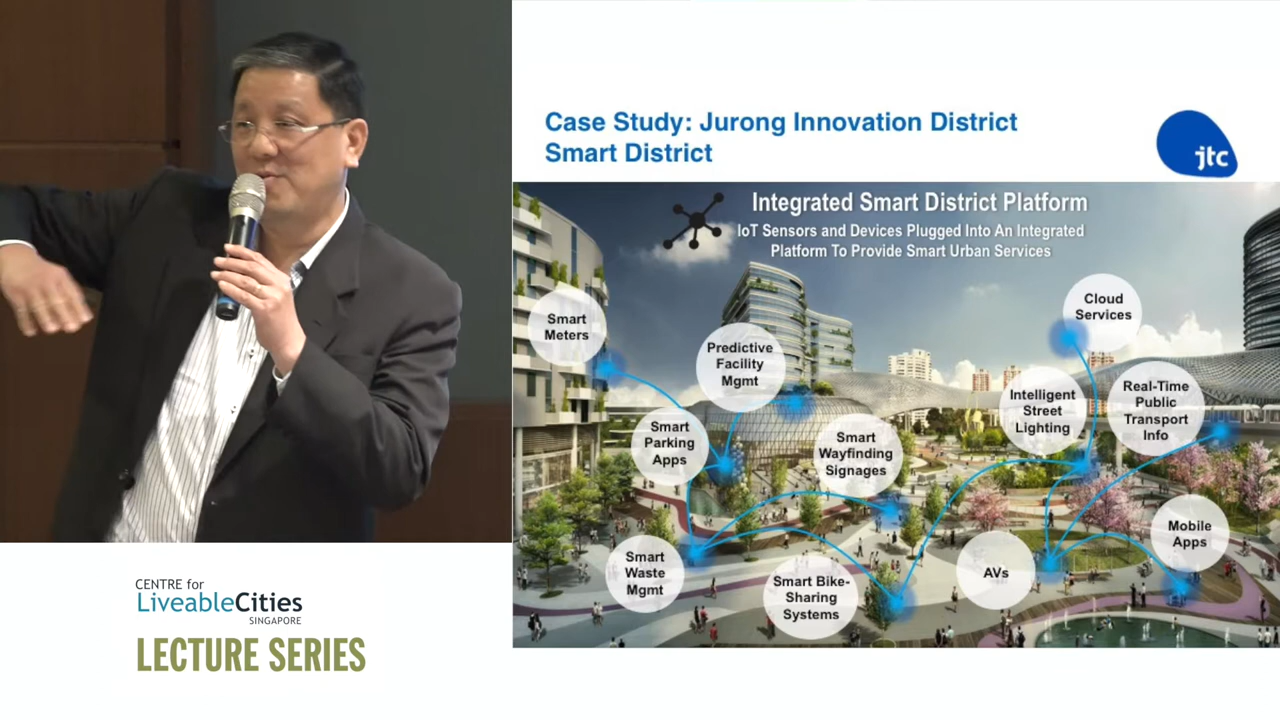 CENTRE for
LiveableCities
SINGAPORE
LECTURE SERIES
Case Study: Jurong Innovation District
Smart District
jtc
Integrated Smart District Platform
IoT Sensors and Devices Plugged Into An Integrated
Platform To Provide Smart Urban Services
Smart
Meters
Predictive
Facility
Mgmt
Cloud
Services
Smart
Parking
Apps
Smart
Wayfinding
Signages
Intelligent
Street
Lighting
Real-Time
Public
Transport
Info
Smart
Waste
Mgmt
Smart Bike-
Sharing
Systems
AVs
Mobile
Apps